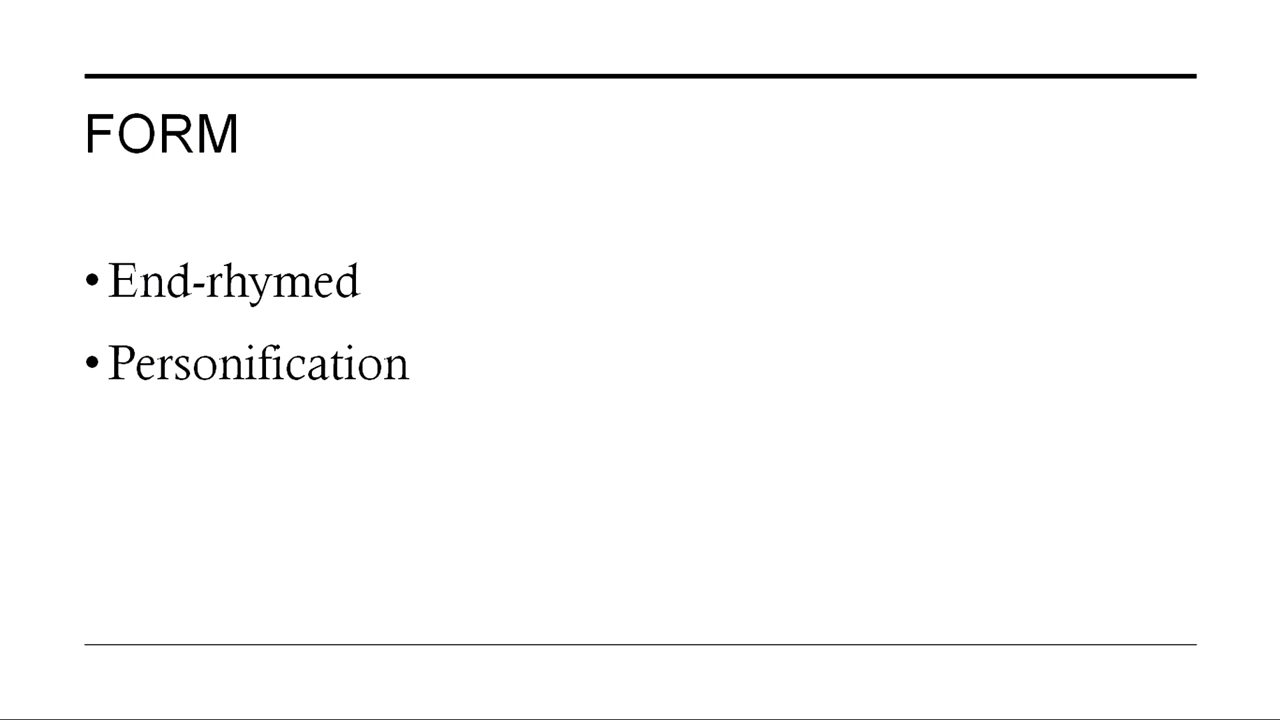 FORM
• End-rhymed
• Personification